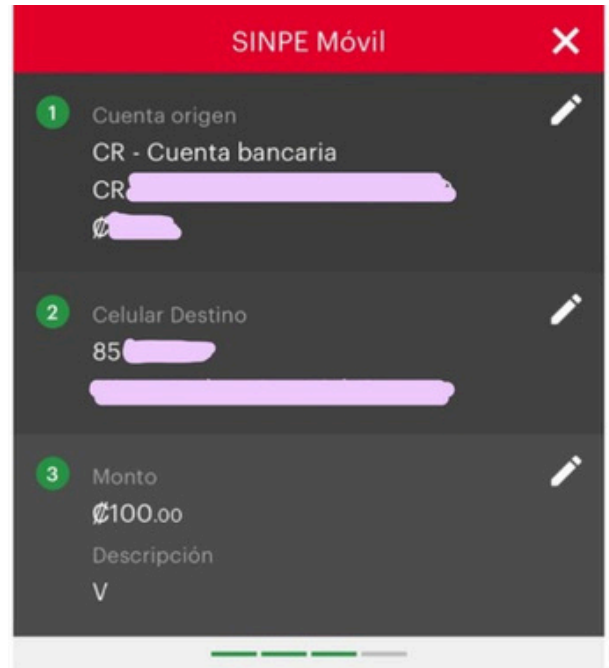 SINPE Móvil
1 Cuenta origen
CR - Cuenta bancaria
CR
₡
2 Celular Destino
85
3 Monto
₡100.00
Descripción
V